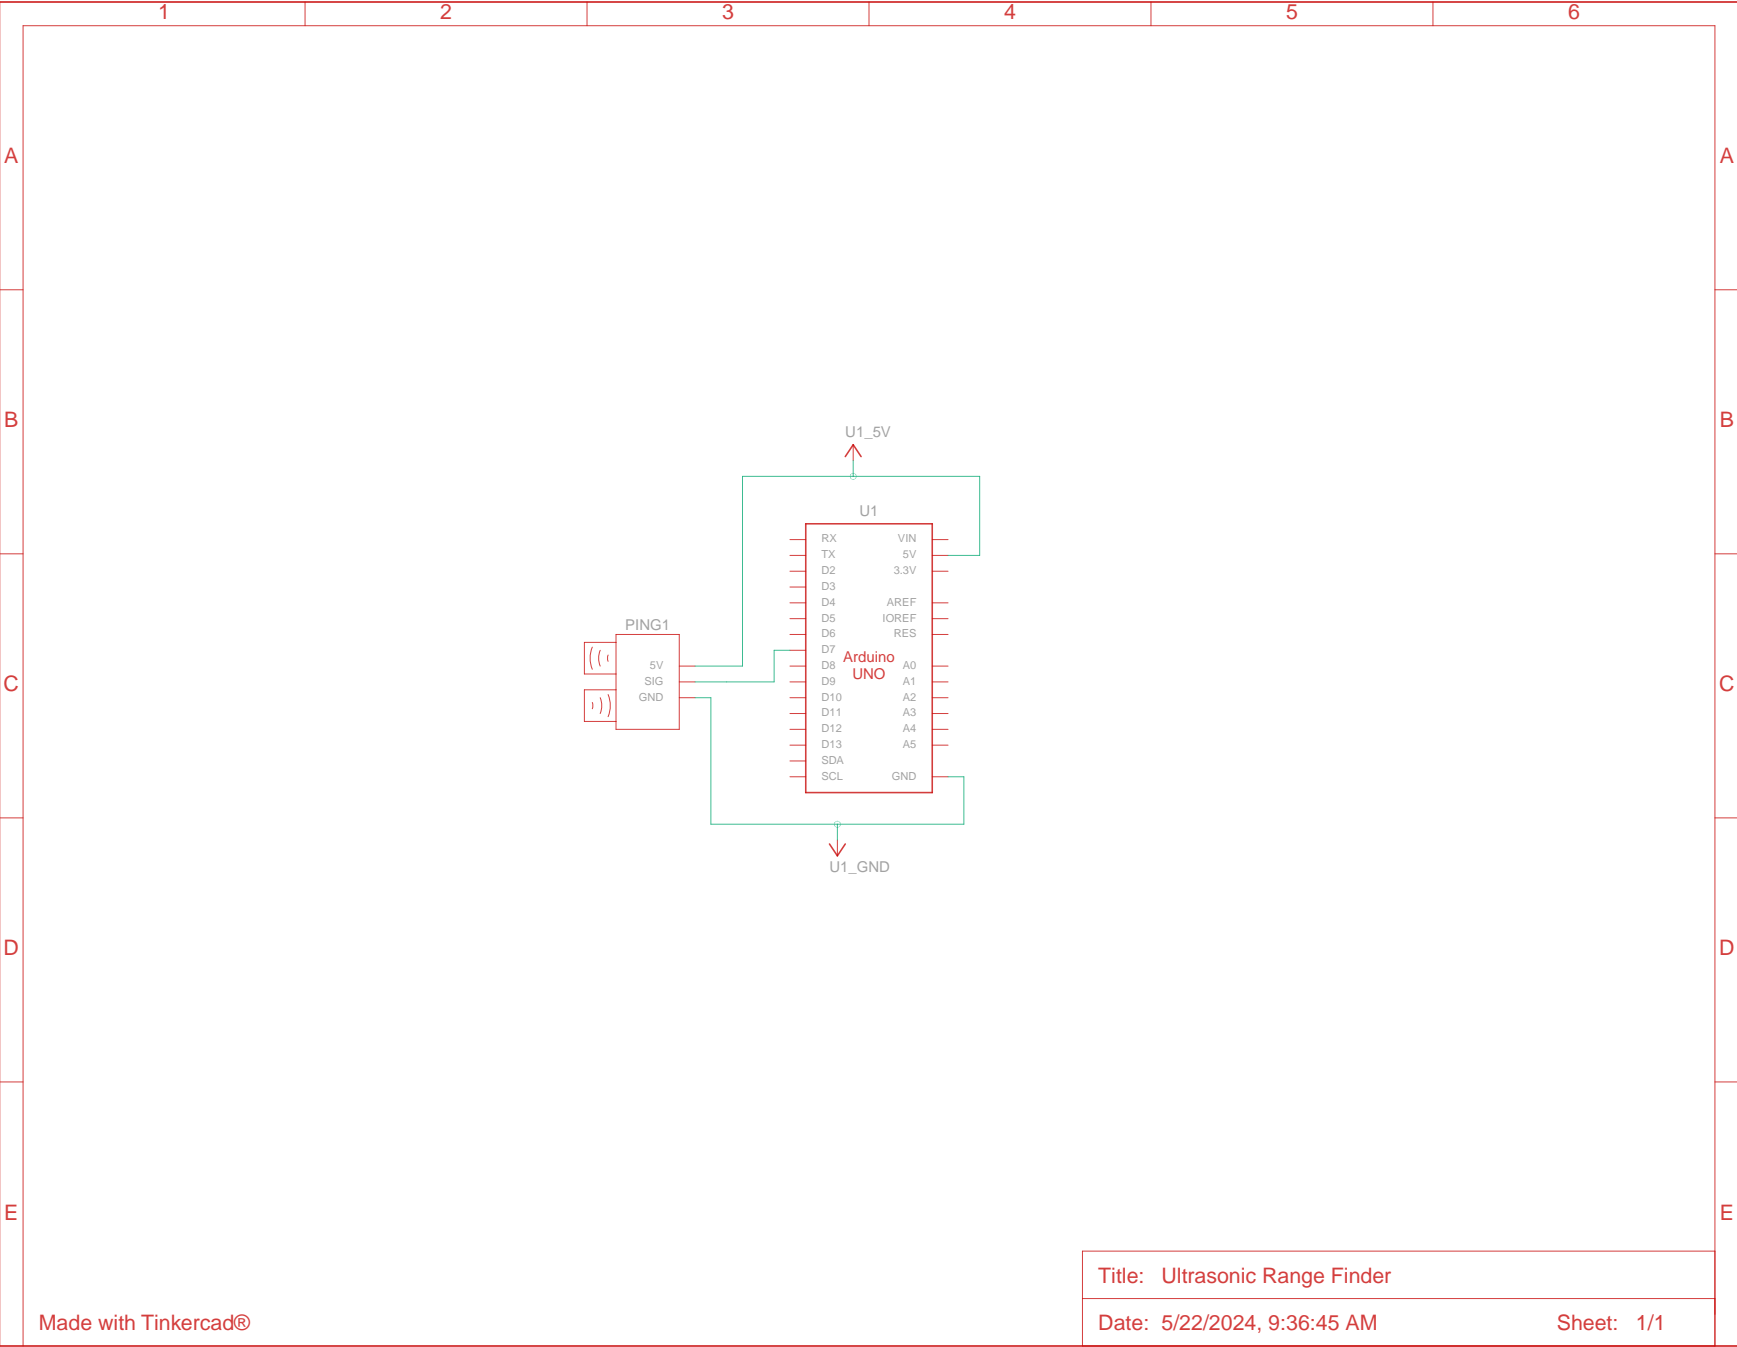 1 2 3 4 5 6
A A
B B
U1_5V
U1
RX VIN
TX 5V
D2 3.3V
D3
D4 AREF
D5 IOREF
D6 RES
D7
Arduino
UNO
D8 A0
D9 A1
D10 A2
D11 A3
D12 A4
D13 A5
SDA
SCL GND
PING1
5V
SIG
GND
C C
U1_GND
D D
E E
Title: Ultrasonic Range Finder
Made with Tinkercad®
Date: 5/22/2024, 9:36:45 AM Sheet: 1/1